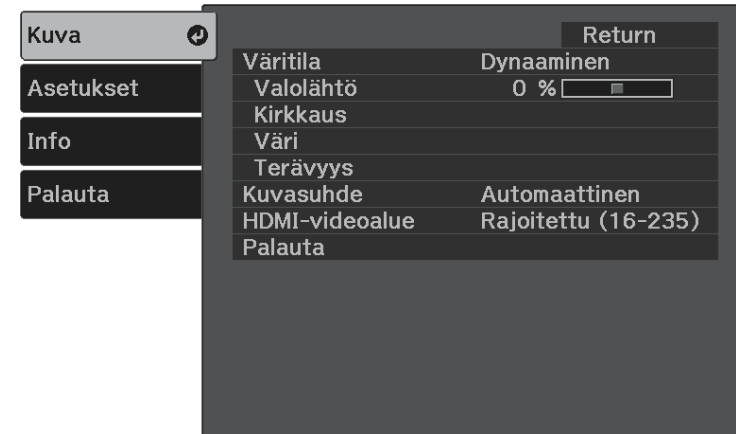 Kuva
Asetukset
Info
Palauta
Return
Väritila Dynaaminen
Valolähtö 0 %
Kirkkaus
Väri
Terävyys
Kuvasuhde Automaattinen
HDMI-videoalue Rajoitettu (16-235)
Palauta